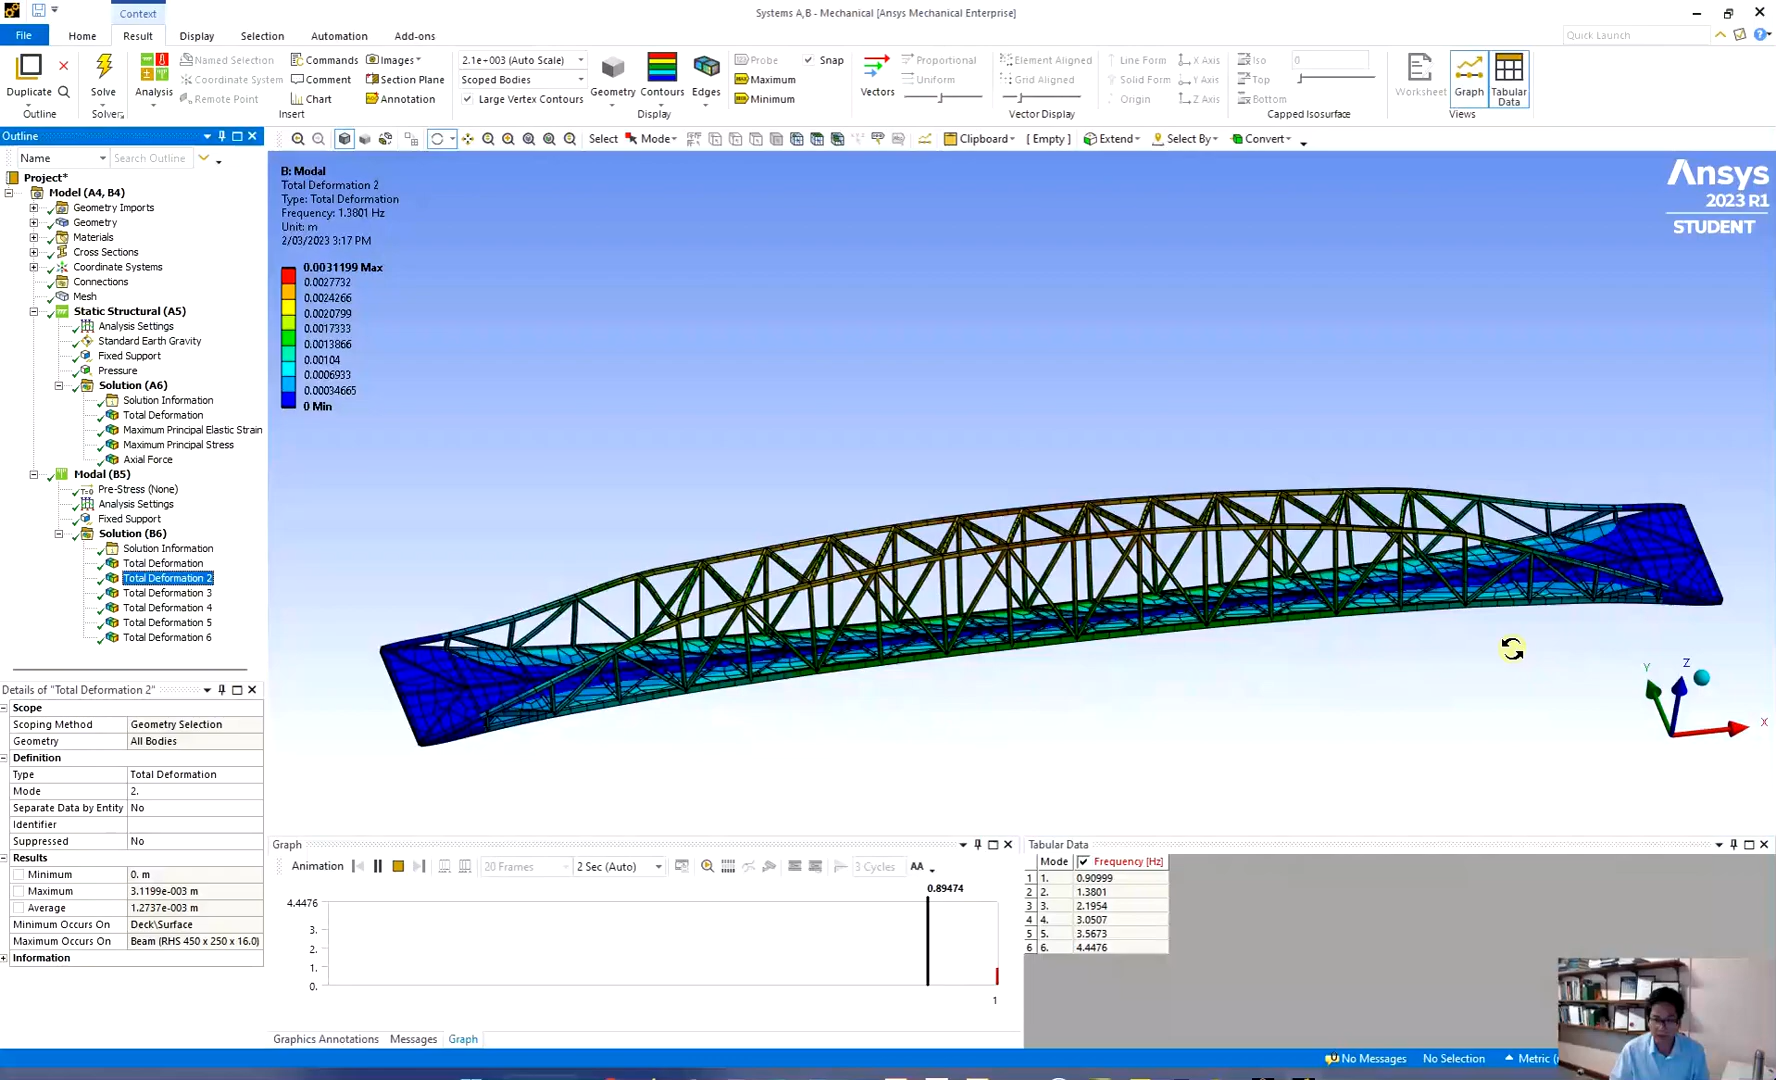 Systems A,B - Mechanical [Ansys Mechanical Enterprise]
Context
File
Home
Result
Display
Selection
Automation
Add-ons
Quick Launch
Duplicate
Outline
Solve
Solver
Analysis
Named Selection
Coordinate System
Remote Point
Commands
Comment
Chart
Images
Section Plane
Annotation
Insert
2.1e+003 (Auto Scale)
Scoped Bodies
Large Vertex Contours
Geometry
Contours
Edges
Display
Probe
Maximum
Minimum
Snap
Vectors
Proportional
Uniform
Element Aligned
Grid Aligned
Line Form
Solid Form
Origin
X Axis
Y Axis
Z Axis
Vector Display
Iso
Top
Bottom
0
Capped Isosurface
Worksheet
Graph
Tabular Data
Views
Outline
Name
Search Outline
Select
Mode
Clipboard
[ Empty ]
Extend
Select By
Convert
Project*
Model (A4, B4)
Geometry Imports
Geometry
Materials
Cross Sections
Coordinate Systems
Connections
Mesh
Static Structural (A5)
Analysis Settings
Standard Earth Gravity
Fixed Support
Pressure
Solution (A6)
Solution Information
Total Deformation
Maximum Principal Elastic Strain
Maximum Principal Stress
Axial Force
Modal (B5)
T=0 Pre-Stress (None)
Analysis Settings
Fixed Support
Solution (B6)
Solution Information
Total Deformation
Total Deformation 2
Total Deformation 3
Total Deformation 4
Total Deformation 5
Total Deformation 6
B: Modal
Total Deformation 2
Type: Total Deformation
Frequency: 1.3801 Hz
Unit: m
2/03/2023 3:17 PM
0.0031199 Max
0.0027732
0.0024266
0.0020799
0.0017333
0.0013866
0.00104
0.0006933
0.00034665
0 Min
Ansys
2023 R1
STUDENT
Y
Z
X
Details of "Total Deformation 2"
Scope
Scoping Method Geometry Selection
Geometry All Bodies
Definition
Type Total Deformation
Mode 2.
Separate Data by Entity No
Identifier
Suppressed No
Results
Minimum 0. m
Maximum 3.1199e-003 m
Average 1.2737e-003 m
Minimum Occurs On Deck\Surface
Maximum Occurs On Beam (RHS 450 x 250 x 16.0)
Information
Graph
Animation
20 Frames
2 Sec (Auto)
3 Cycles
AA
0.89474
4.4476
3.
2.
1.
0.
1
Graphics Annotations
Messages
Graph
Tabular Data
Mode Frequency [Hz]
1 1. 0.90999
2 2. 1.3801
3 3. 2.1954
4 4. 3.0507
5 5. 3.5673
6 6. 4.4476
No Messages
No Selection
Metric (